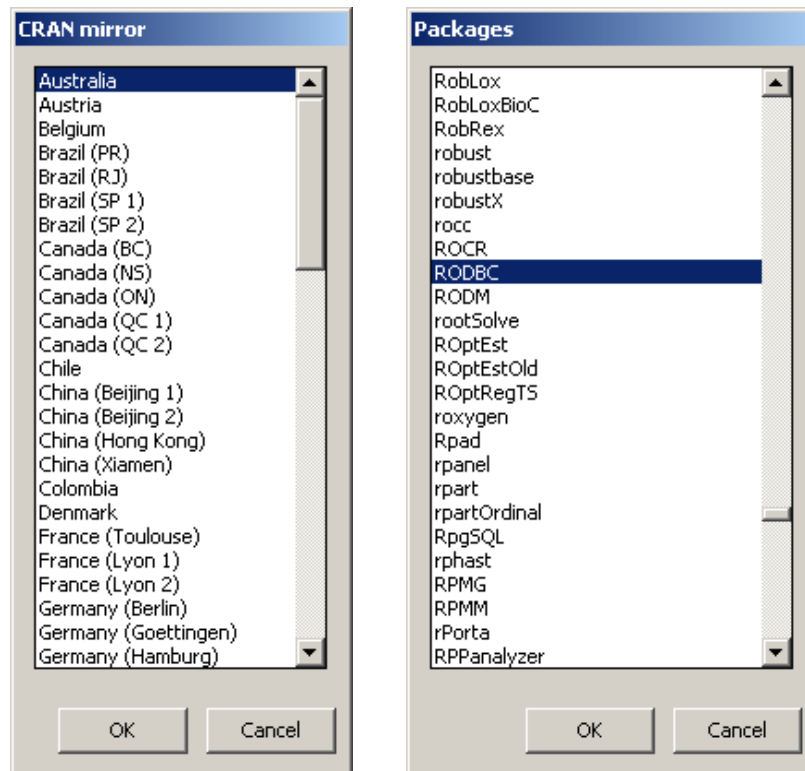 CRAN mirror
Australia
Austria
Belgium
Brazil (PR)
Brazil (RJ)
Brazil (SP 1)
Brazil (SP 2)
Canada (BC)
Canada (NS)
Canada (ON)
Canada (QC 1)
Canada (QC 2)
Chile
China (Beijing 1)
China (Beijing 2)
China (Hong Kong)
China (Xiamen)
Colombia
Denmark
France (Toulouse)
France (Lyon 1)
France (Lyon 2)
Germany (Berlin)
Germany (Goettingen)
Germany (Hamburg)
OK
Cancel
Packages
RobLox
RobLoxBioC
RobRex
robust
robustbase
robustX
rocc
ROCR
RODBC
RODM
rootSolve
ROptEst
ROptEstOld
ROptRegTS
roxygen
Rpad
rpanel
rpart
rpartOrdinal
RpgSQL
rphast
RPMG
RPMM
rPorta
RPPanalyzer
OK
Cancel